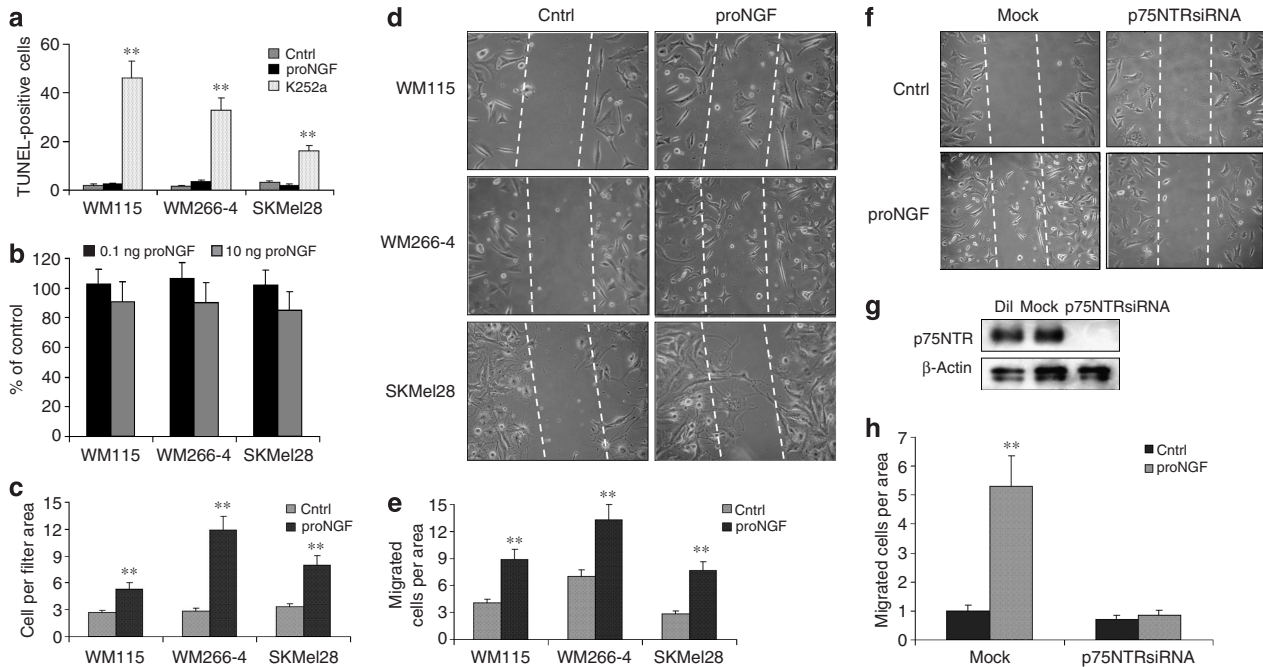 a
TUNEL-positive cells
60
40
20
0
Cntrl
proNGF
K252a
**
**
**
WM115 WM266-4 SKMel28
b
0.1 ng proNGF 10 ng proNGF
% of control
120
100
80
60
40
20
0
WM115 WM266-4 SKMel28
c
Cell per filter area
15
12
9
6
3
0
Cntrl
proNGF
**
**
**
WM115 WM266-4 SKMel28
d
Cntrl proNGF
WM115
WM266-4
SKMel28
e
Migrated
cells per area
15
12
9
6
3
0
Cntrl
proNGF
**
**
**
WM115 WM266-4 SKMel28
f
Mock p75NTRsiRNA
Cntrl
proNGF
g
Dil Mock p75NTRsiRNA
p75NTR
β-Actin
h
Migrated cells per area
7
6
5
4
3
2
1
0
Cntrl
proNGF
**
Mock p75NTRsiRNA